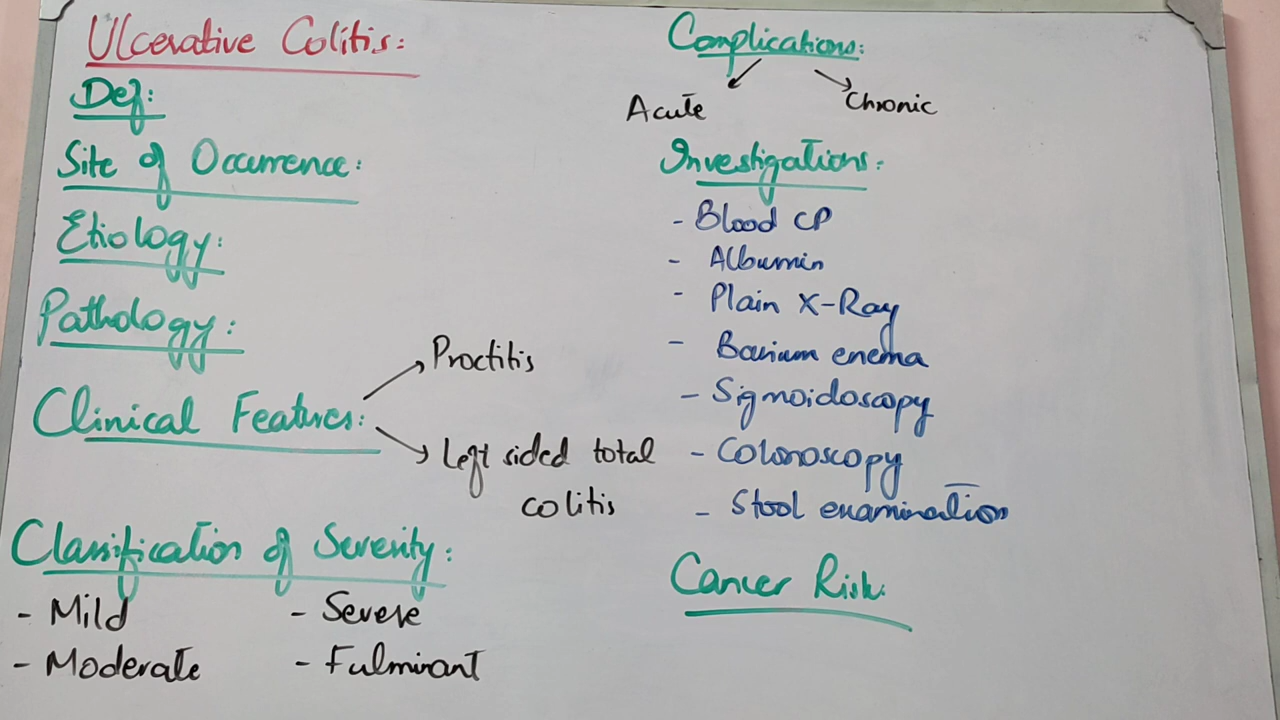 Ulcerative Colitis:
Def:
Site of Occurrence:
Etiology:
Pathology:
Clinical Features:
Proctitis
Left sided total
colitis
Classification of Severity:
- Mild
- Severe
- Moderate
- Fulminant
Complications:
Acute
Chronic
Investigations:
- Blood CP
- Albumin
- Plain X-Ray
- Barium enema
- Sigmoidoscopy
- Colonoscopy
- Stool examination
Cancer Risk: